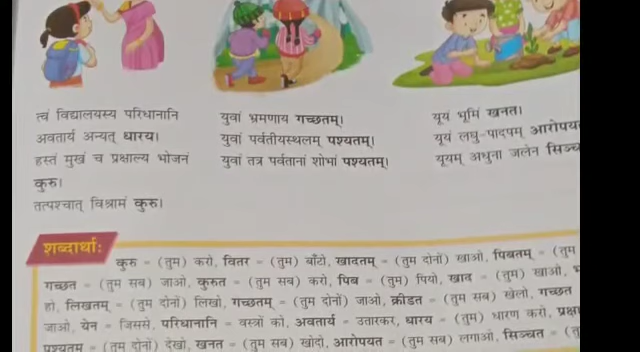 त्वं विद्यालयस्य परिधानानि
अवतार्य अन्यत् धारय।
हस्तं मुखं च प्रक्षाल्य भोजनं
कुरु।
तत्पश्चात् विश्रामं कुरु।
युवां भ्रमणाय गच्छतम्।
युवां पर्वतीयस्थलम् पश्यतम्।
युवां तत्र पर्वतानां शोभां पश्यतम्।
यूयं भूमिं खनत।
यूयं लघु-पादपम् आरोपय
यूयम् अधुना जलेन सिञ्च
शब्दार्थाः
कुरु = (तुम) करो, वितर = (तुम) बाँटो, खादतम् = (तुम दोनों) खाओ, पिबतम् = (तुम
गच्छत = (तुम सब) जाओ, कुरुत = (तुम सब) करो, पिब = (तुम) पियो, खाद = (तुम) खाओ,
हो, लिखतम् = (तुम दोनों) लिखो, गच्छतम् = (तुम दोनों) जाओ, क्रीडत = (तुम सब) खेलो, गच्छत
जाओ, येन = जिससे, परिधानानि = वस्त्रों को, अवतार्य = उतारकर, धारय = (तुम) धारण करो, प्रक्षा
पश्यतम् = (तुम दोनों) देखो, खनत = (तुम सब) खोदो, आरोपयत = (तुम सब) लगाओ, सिञ्चत = (तु